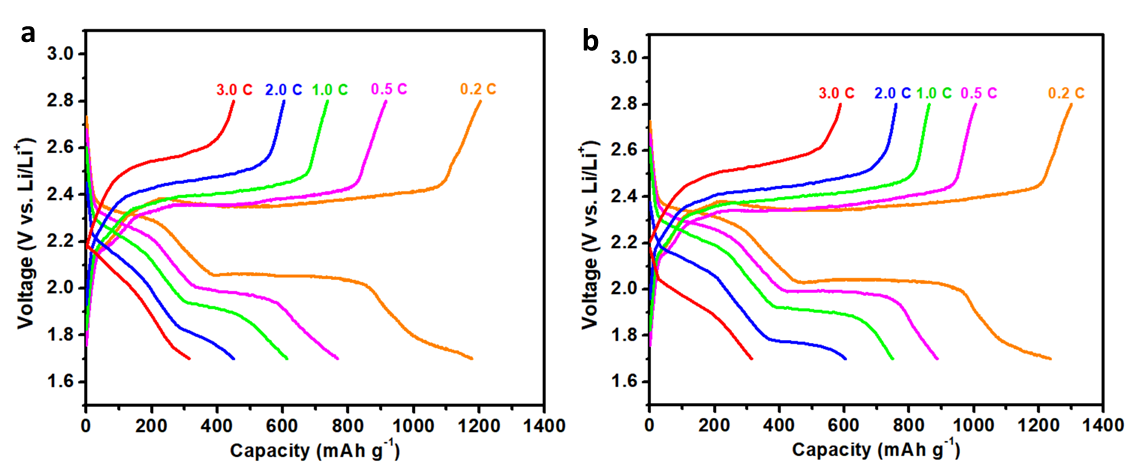 a
3.0
2.8
2.6
2.4
2.2
2.0
1.8
1.6
Voltage (V vs. Li/Li⁺)
3.0 C
2.0 C
1.0 C
0.5 C
0.2 C
0
200
400
600
800
1000
1200
1400
Capacity (mAh g⁻¹)
b
3.0
2.8
2.6
2.4
2.2
2.0
1.8
1.6
Voltage (V vs. Li/Li⁺)
3.0 C
2.0 C
1.0 C
0.5 C
0.2 C
0
200
400
600
800
1000
1200
1400
Capacity (mAh g⁻¹)